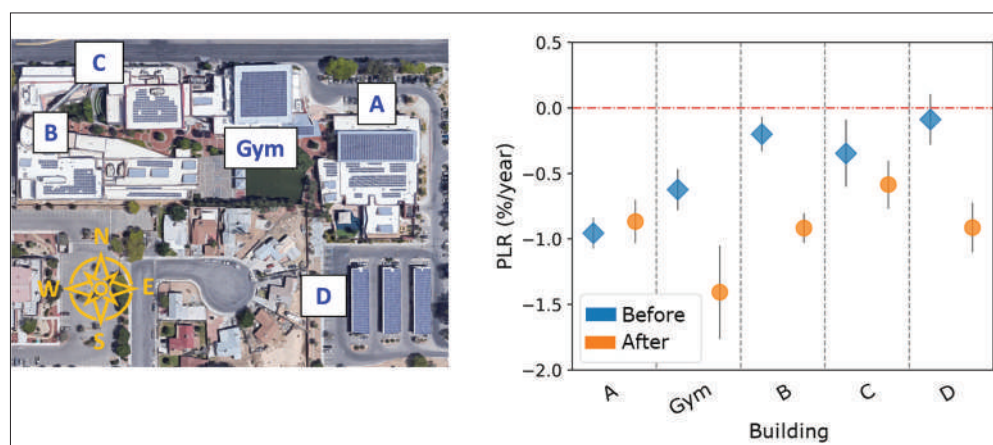 C
B
A
Gym
D
N
W
E
S
0.5
0.0
−0.5
−1.0
−1.5
−2.0
PLR (%/year)
Before
After
A
Gym
B
C
D
Building